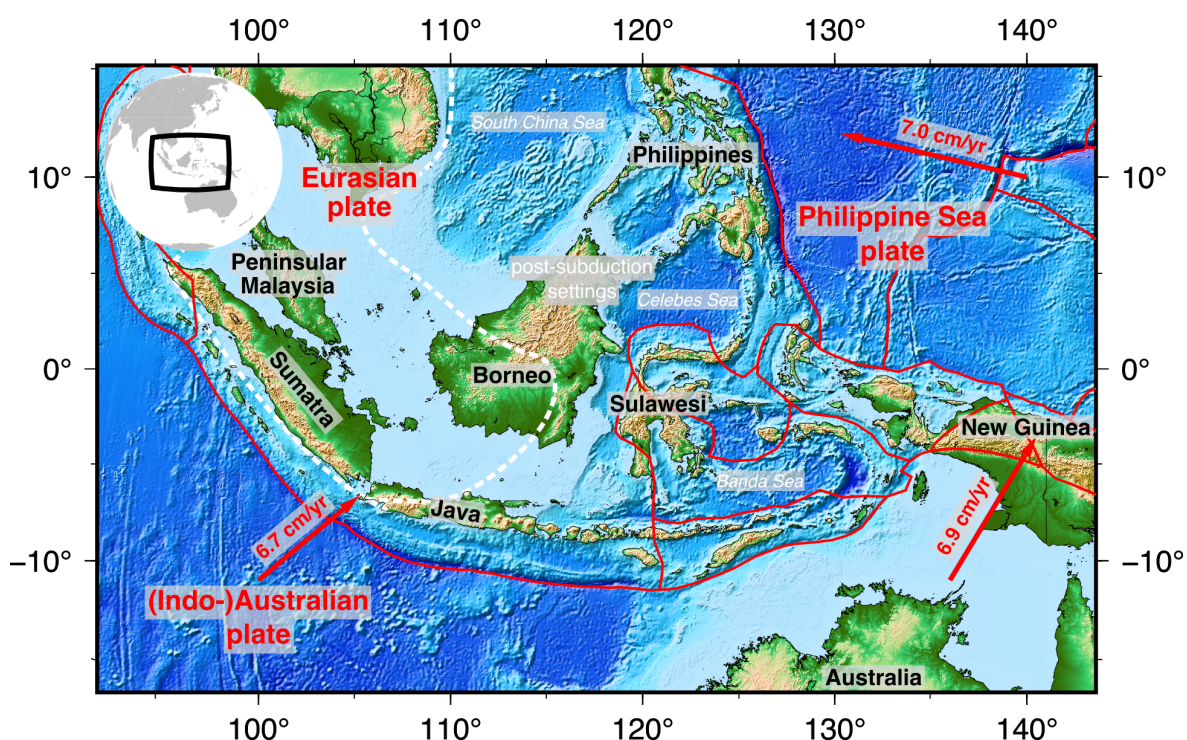 100°
110°
120°
130°
140°
South China Sea
7.0 cm/yr
Philippines
10°
10°
Eurasian
plate
Philippine Sea
plate
Peninsular
Malaysia
post-subduction
settings
Celebes Sea
0°
0°
Sumatra
Borneo
Sulawesi
New Guinea
Banda Sea
Java
6.7 cm/yr
6.9 cm/yr
−10°
−10°
(Indo-)Australian
plate
Australia
100°
110°
120°
130°
140°